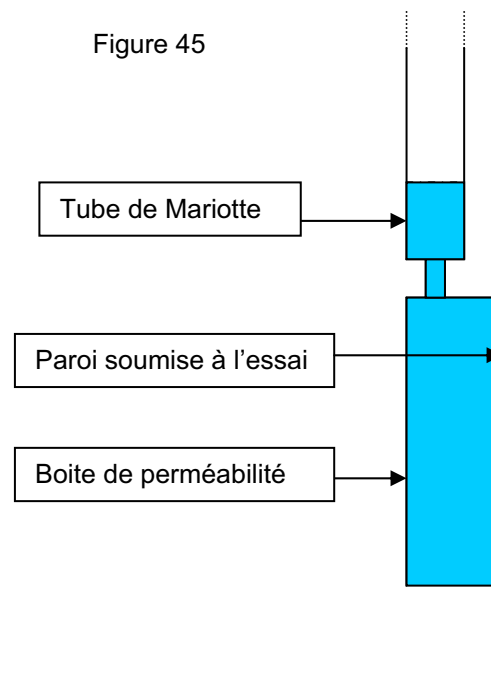 Figure 45
Tube de Mariotte
Paroi soumise à l'essai
Boite de perméabilité